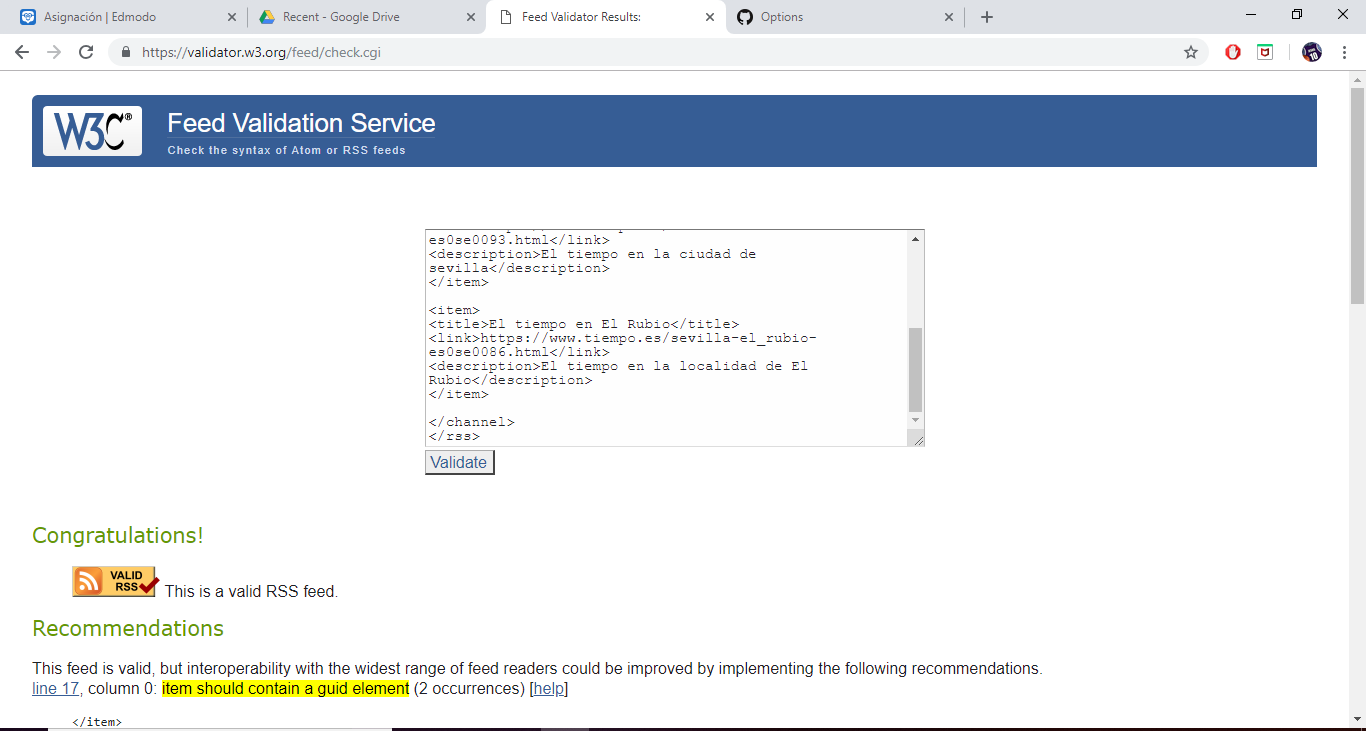 Asignación | Edmodo
Recent - Google Drive
Feed Validator Results:
Options
https://validator.w3.org/feed/check.cgi
W3C®
Feed Validation Service
Check the syntax of Atom or RSS feeds
es0se0093.html</link>
<description>El tiempo en la ciudad de
sevilla</description>
</item>
<item>
<title>El tiempo en El Rubio</title>
<link>https://www.tiempo.es/sevilla-el_rubio-
es0se0086.html</link>
<description>El tiempo en la localidad de El
Rubio</description>
</item>
</channel>
</rss>
Validate
Congratulations!
VALID
RSS
This is a valid RSS feed.
Recommendations
This feed is valid, but interoperability with the widest range of feed readers could be improved by implementing the following recommendations.
line 17, column 0: item should contain a guid element (2 occurrences) [help]
</item>